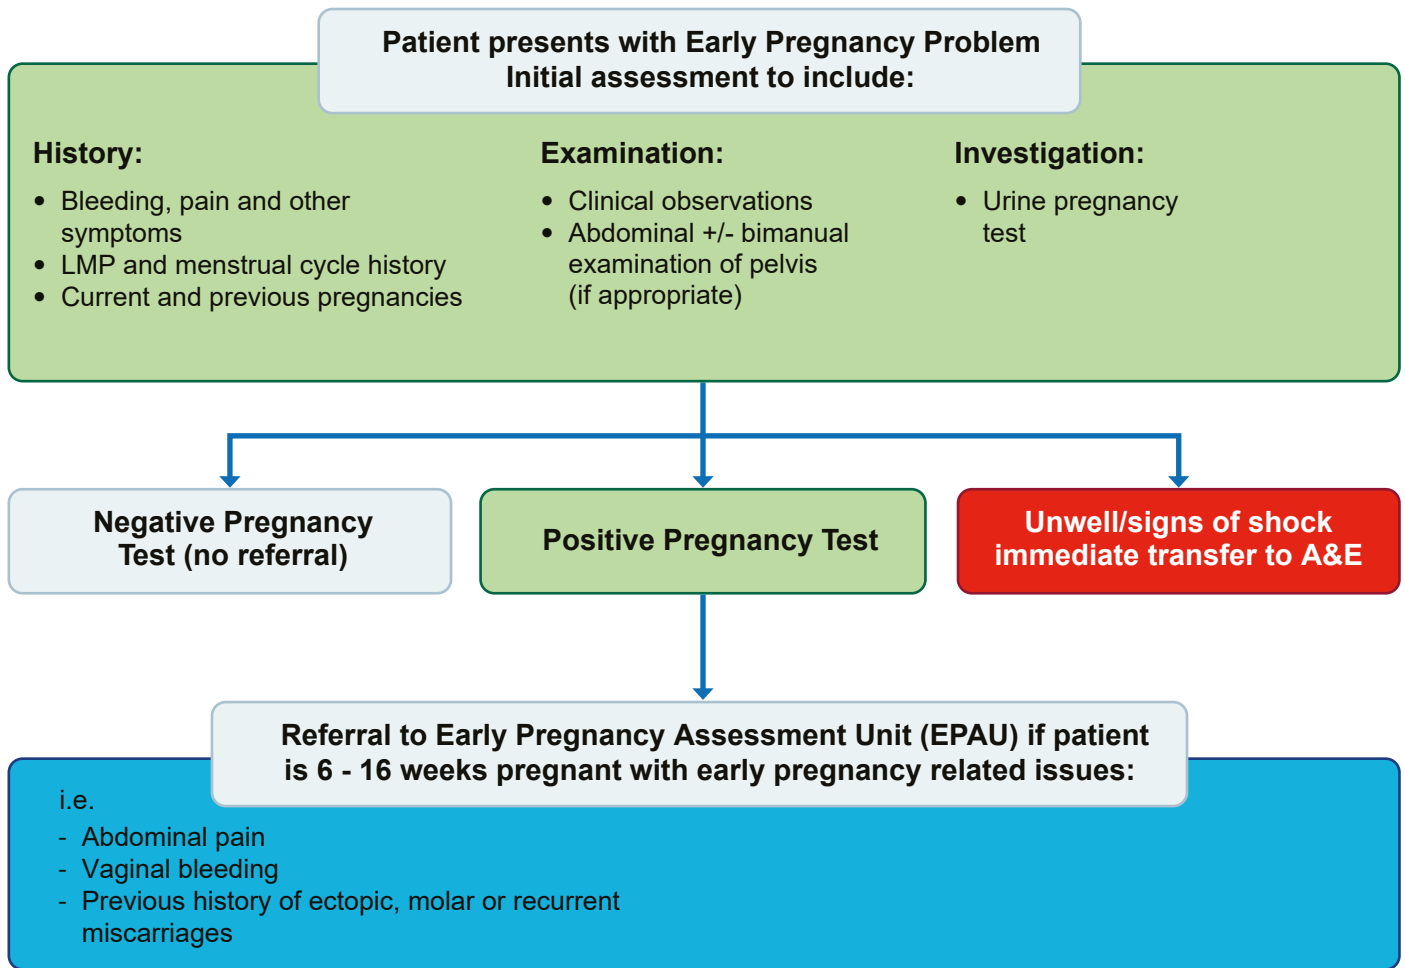 Patient presents with Early Pregnancy Problem
Initial assessment to include:
History:
• Bleeding, pain and other
symptoms
• LMP and menstrual cycle history
• Current and previous pregnancies
Examination:
• Clinical observations
• Abdominal +/- bimanual
examination of pelvis
(if appropriate)
Investigation:
• Urine pregnancy
test
Negative Pregnancy
Test (no referral)
Positive Pregnancy Test
Unwell/signs of shock
immediate transfer to A&E
Referral to Early Pregnancy Assessment Unit (EPAU) if patient
is 6 - 16 weeks pregnant with early pregnancy related issues:
i.e.
- Abdominal pain
- Vaginal bleeding
- Previous history of ectopic, molar or recurrent
miscarriages